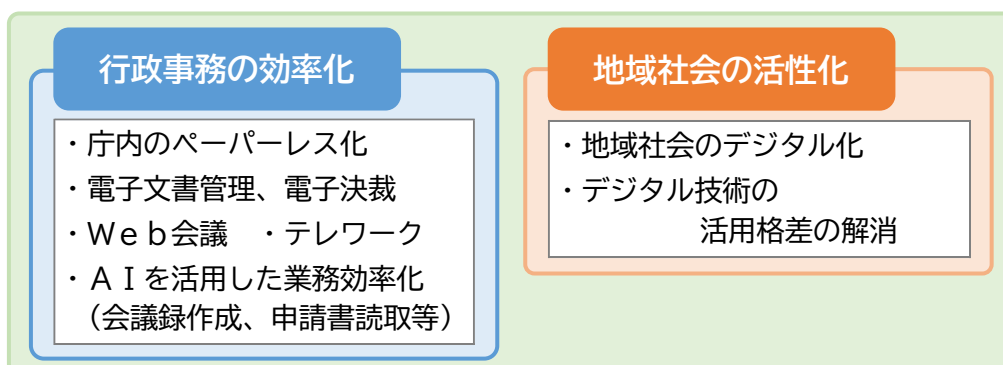 行政事務の効率化
・庁内のペーパーレス化
・電子文書管理、電子決裁
・Ｗｅｂ会議　・テレワーク
・ＡＩを活用した業務効率化
（会議録作成、申請書読取等）
地域社会の活性化
・地域社会のデジタル化
・デジタル技術の
活用格差の解消